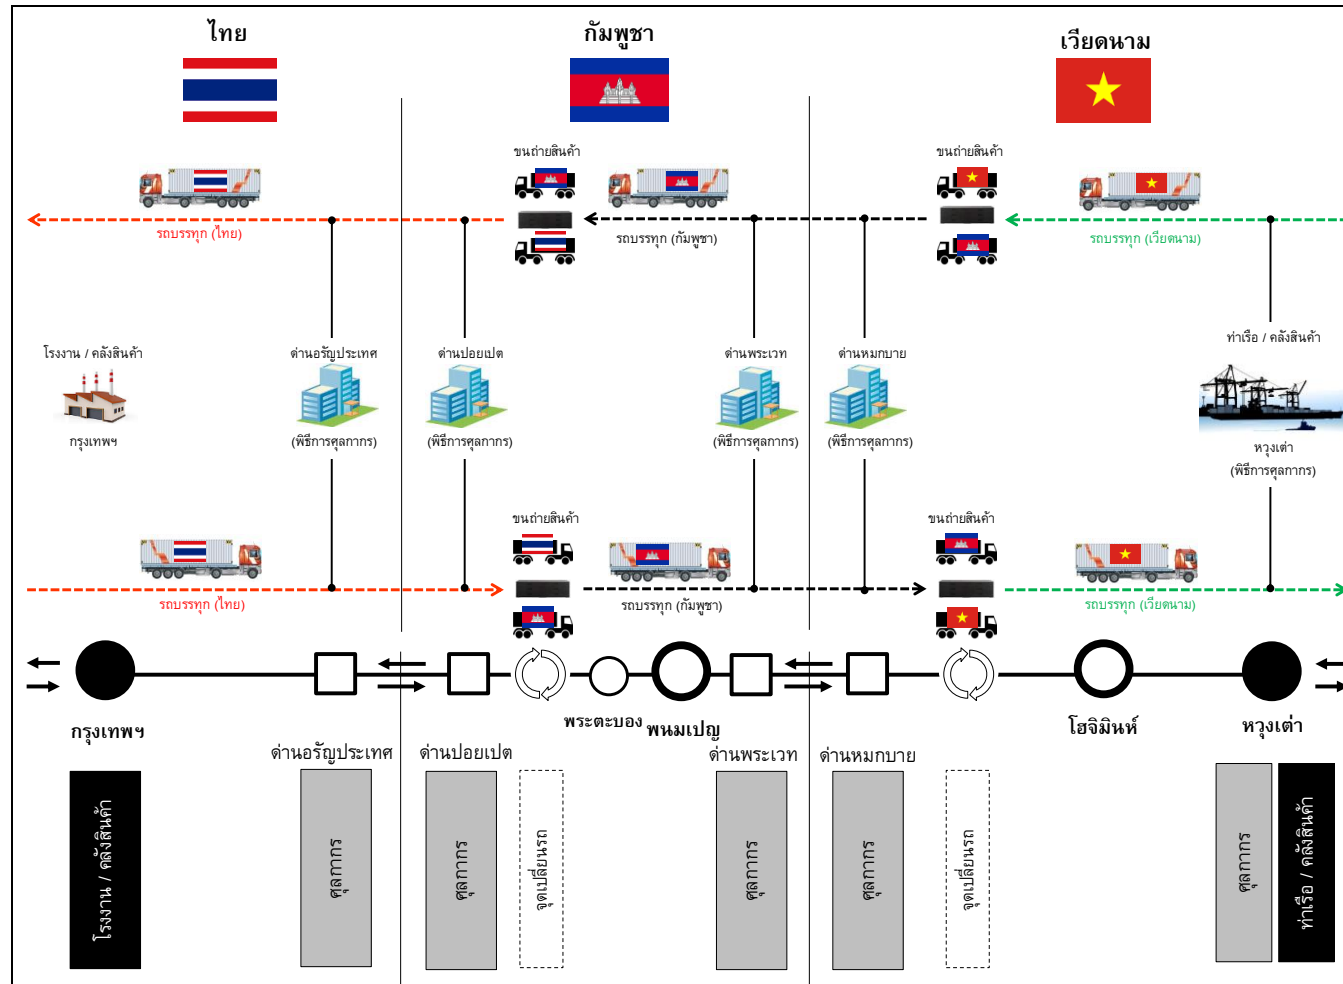 ไทย
กัมพูชา
เวียดนาม
ขนถ่ายสินค้า
ขนถ่ายสินค้า
รถบรรทุก (ไทย)
รถบรรทุก (กัมพูชา)
รถบรรทุก (เวียดนาม)
โรงงาน / คลังสินค้า
ด่านอรัญประเทศ
ด่านปอยเปต
ด่านพระเวท
ด่านหมกบาย
ท่าเรือ / คลังสินค้า
กรุงเทพฯ
(พิธีการศุลกากร)
(พิธีการศุลกากร)
(พิธีการศุลกากร)
(พิธีการศุลกากร)
หวุงเต่า
(พิธีการศุลกากร)
ขนถ่ายสินค้า
ขนถ่ายสินค้า
รถบรรทุก (ไทย)
รถบรรทุก (กัมพูชา)
รถบรรทุก (เวียดนาม)
กรุงเทพฯ
พระตะบอง
พนมเปญ
โฮจิมินห์
หวุงเต่า
ด่านอรัญประเทศ
ด่านปอยเปต
ด่านพระเวท
ด่านหมกบาย
โรงงาน / คลังสินค้า
ศุลกากร
ศุลกากร
จุดเปลี่ยนรถ
ศุลกากร
ศุลกากร
จุดเปลี่ยนรถ
ศุลกากร
ท่าเรือ / คลังสินค้า